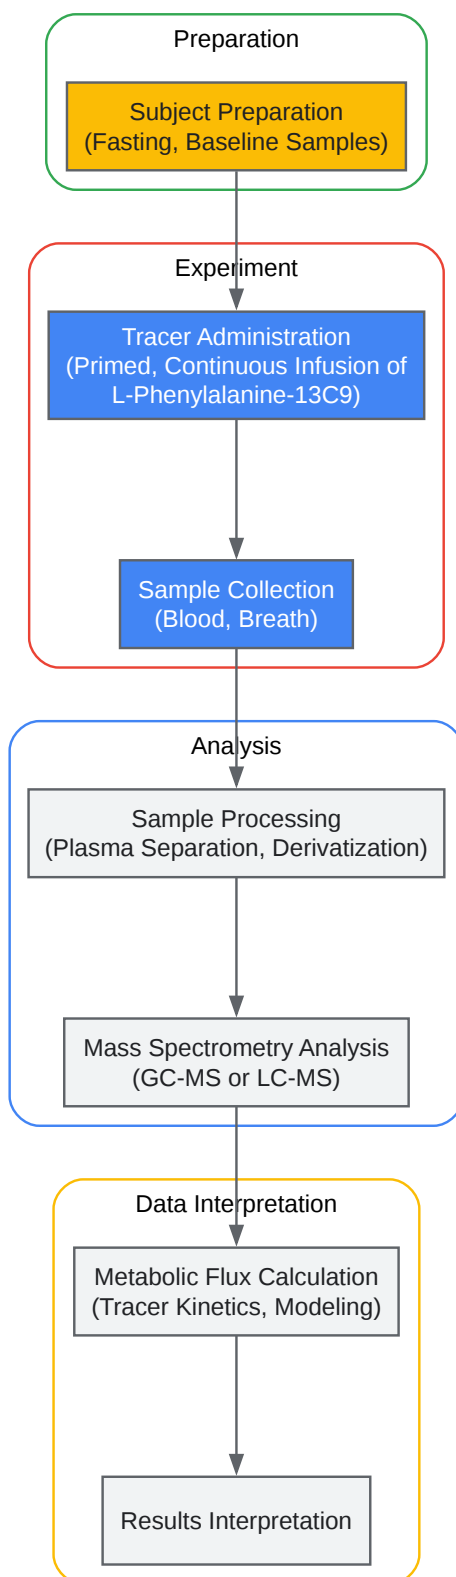 Preparation
Subject Preparation
(Fasting, Baseline Samples)
Experiment
Tracer Administration
(Primed, Continuous Infusion of
L-Phenylalanine-13C9)
Sample Collection
(Blood, Breath)
Analysis
Sample Processing
(Plasma Separation, Derivatization)
Mass Spectrometry Analysis
(GC-MS or LC-MS)
Data Interpretation
Metabolic Flux Calculation
(Tracer Kinetics, Modeling)
Results Interpretation